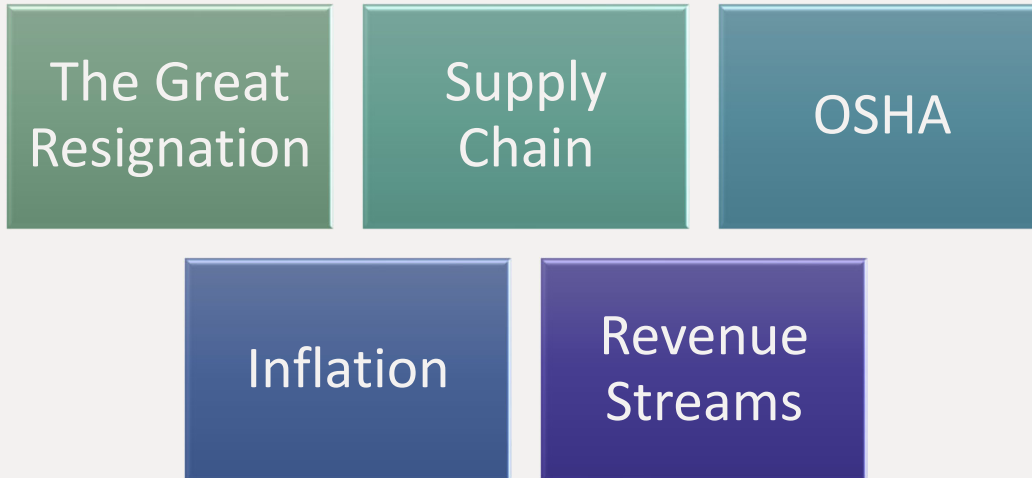 The Great
Resignation
Supply
Chain
OSHA
Inflation
Revenue
Streams